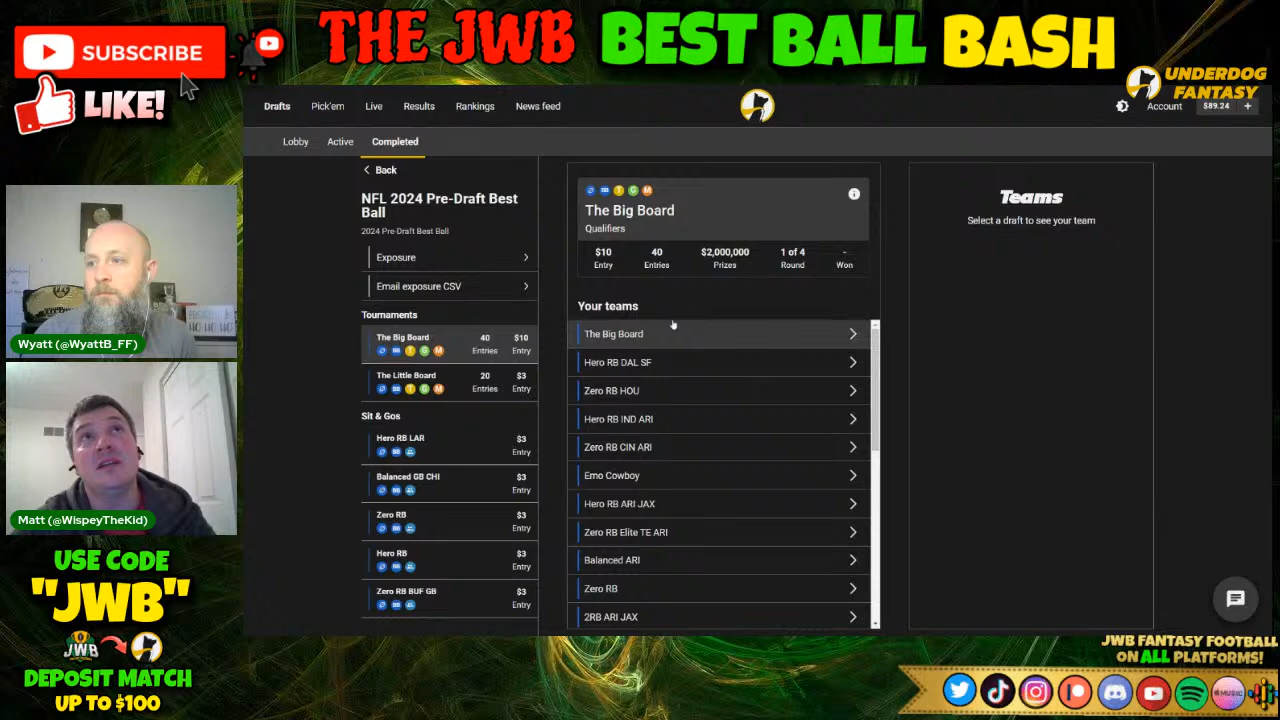 SUBSCRIBE
LIKE!
THE JWB BEST BALL BASH
UNDERDOG
FANTASY
Drafts
Pick'em
Live
Results
Rankings
News feed
Account
$89.24
+
Lobby
Active
Completed
Back
NFL 2024 Pre-Draft Best
Ball
2024 Pre-Draft Best Ball
Exposure
Email exposure CSV
Tournaments
The Big Board
40
Entries
$10
Entry
The Little Board
20
Entries
$3
Entry
Sit & Gos
Hero RB LAR
$3
Entry
Balanced GB CHI
$3
Entry
Zero RB
$3
Entry
Hero RB
$3
Entry
Zero RB BUF GB
$3
Entry
BB T G M
The Big Board
Qualifiers
$10
Entry
40
Entries
$2,000,000
Prizes
1 of 4
Round
-
Won
Your teams
The Big Board
Hero RB DAL SF
Zero RB HOU
Hero RB IND ARI
Zero RB CIN ARI
Emo Cowboy
Hero RB ARI JAX
Zero RB Elite TE ARI
Balanced ARI
Zero RB
2RB ARI JAX
Teams
Select a draft to see your team
Wyatt (@WyattB_FF)
Matt (@WispeyTheKid)
USE CODE
"JWB"
JWB
DEPOSIT MATCH
UP TO $100
JWB FANTASY FOOTBALL
ON ALL PLATFORMS!
MUSIC